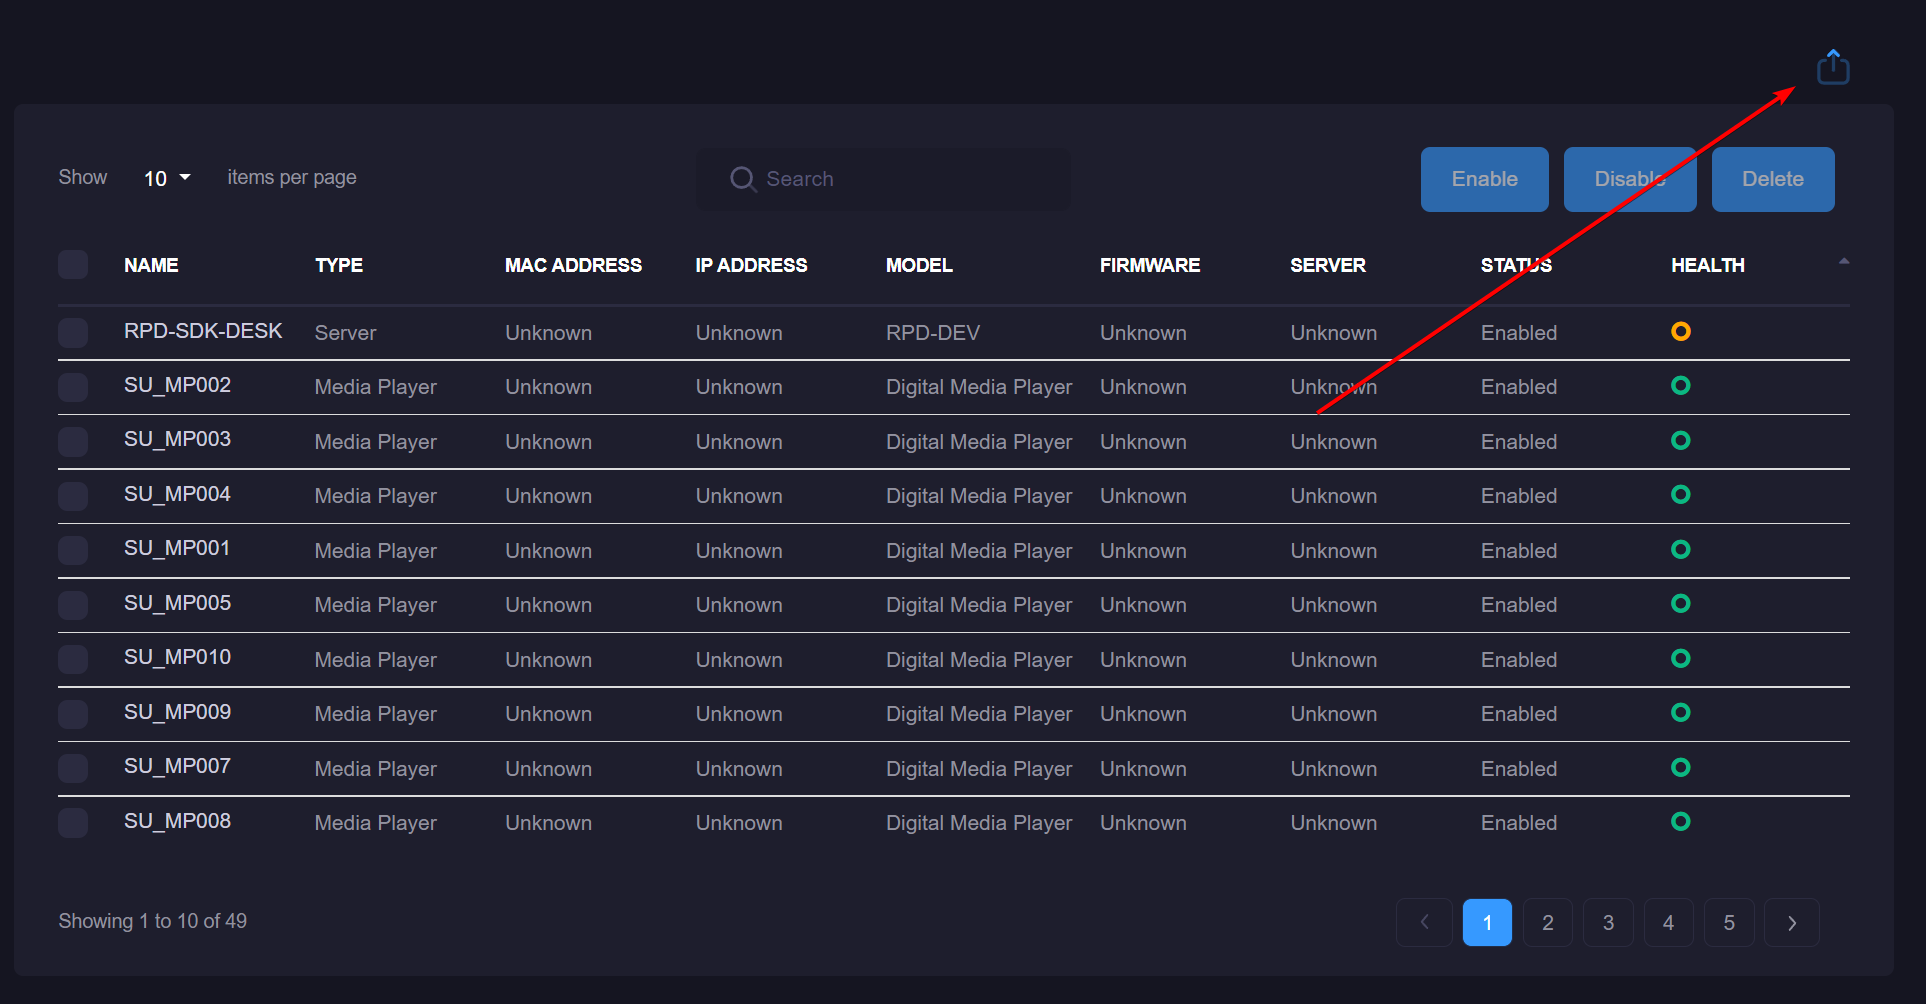 Show 10 items per page Search Enable Disable Delete
NAME TYPE MAC ADDRESS IP ADDRESS MODEL FIRMWARE SERVER STATUS HEALTH
RPD-SDK-DESK Server Unknown Unknown RPD-DEV Unknown Unknown Enabled
SU_MP002 Media Player Unknown Unknown Digital Media Player Unknown Unknown Enabled
SU_MP003 Media Player Unknown Unknown Digital Media Player Unknown Unknown Enabled
SU_MP004 Media Player Unknown Unknown Digital Media Player Unknown Unknown Enabled
SU_MP001 Media Player Unknown Unknown Digital Media Player Unknown Unknown Enabled
SU_MP005 Media Player Unknown Unknown Digital Media Player Unknown Unknown Enabled
SU_MP010 Media Player Unknown Unknown Digital Media Player Unknown Unknown Enabled
SU_MP009 Media Player Unknown Unknown Digital Media Player Unknown Unknown Enabled
SU_MP007 Media Player Unknown Unknown Digital Media Player Unknown Unknown Enabled
SU_MP008 Media Player Unknown Unknown Digital Media Player Unknown Unknown Enabled
Showing 1 to 10 of 49 1 2 3 4 5